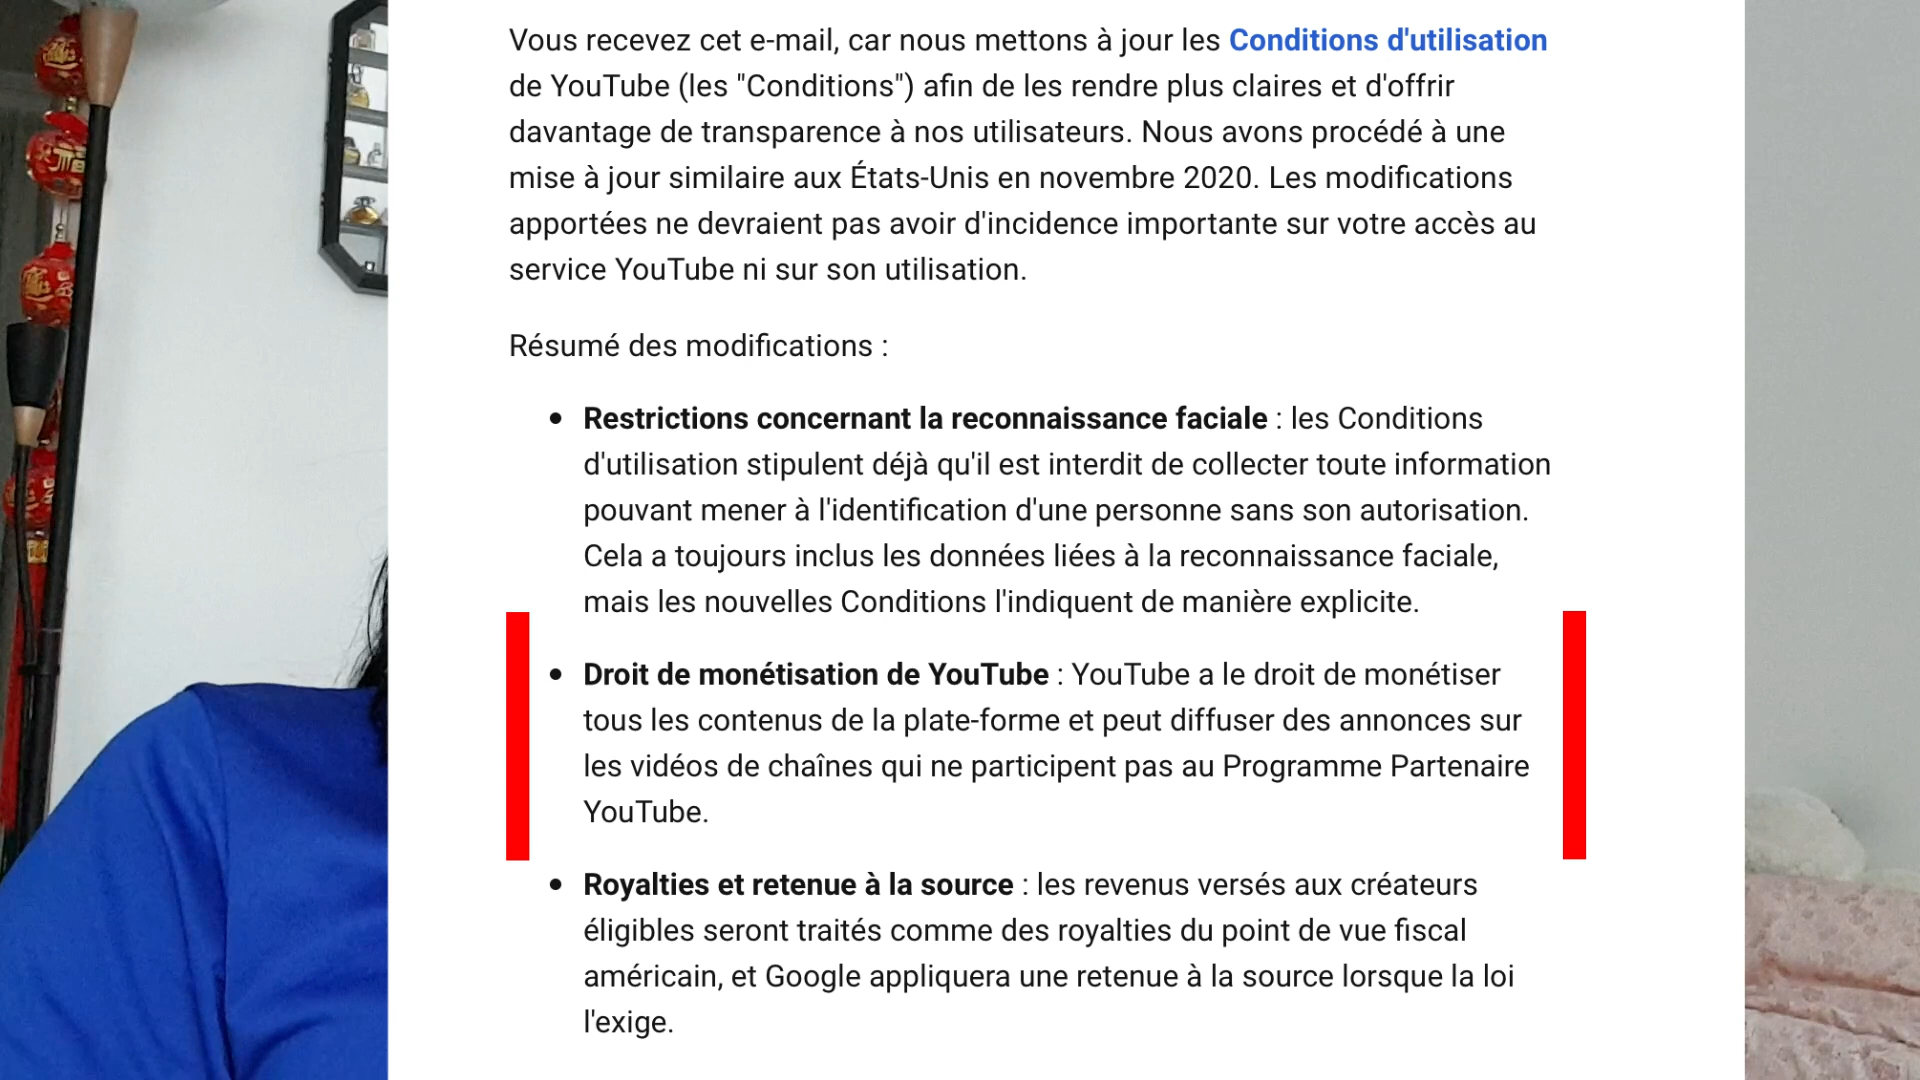 Vous recevez cet e-mail, car nous mettons à jour les Conditions d'utilisation
de YouTube (les "Conditions") afin de les rendre plus claires et d'offrir
davantage de transparence à nos utilisateurs. Nous avons procédé à une
mise à jour similaire aux États-Unis en novembre 2020. Les modifications
apportées ne devraient pas avoir d'incidence importante sur votre accès au
service YouTube ni sur son utilisation.
Résumé des modifications :
• Restrictions concernant la reconnaissance faciale : les Conditions
d'utilisation stipulent déjà qu'il est interdit de collecter toute information
pouvant mener à l'identification d'une personne sans son autorisation.
Cela a toujours inclus les données liées à la reconnaissance faciale,
mais les nouvelles Conditions l'indiquent de manière explicite.
• Droit de monétisation de YouTube : YouTube a le droit de monétiser
tous les contenus de la plate-forme et peut diffuser des annonces sur
les vidéos de chaînes qui ne participent pas au Programme Partenaire
YouTube.
• Royalties et retenue à la source : les revenus versés aux créateurs
éligibles seront traités comme des royalties du point de vue fiscal
américain, et Google appliquera une retenue à la source lorsque la loi
l'exige.